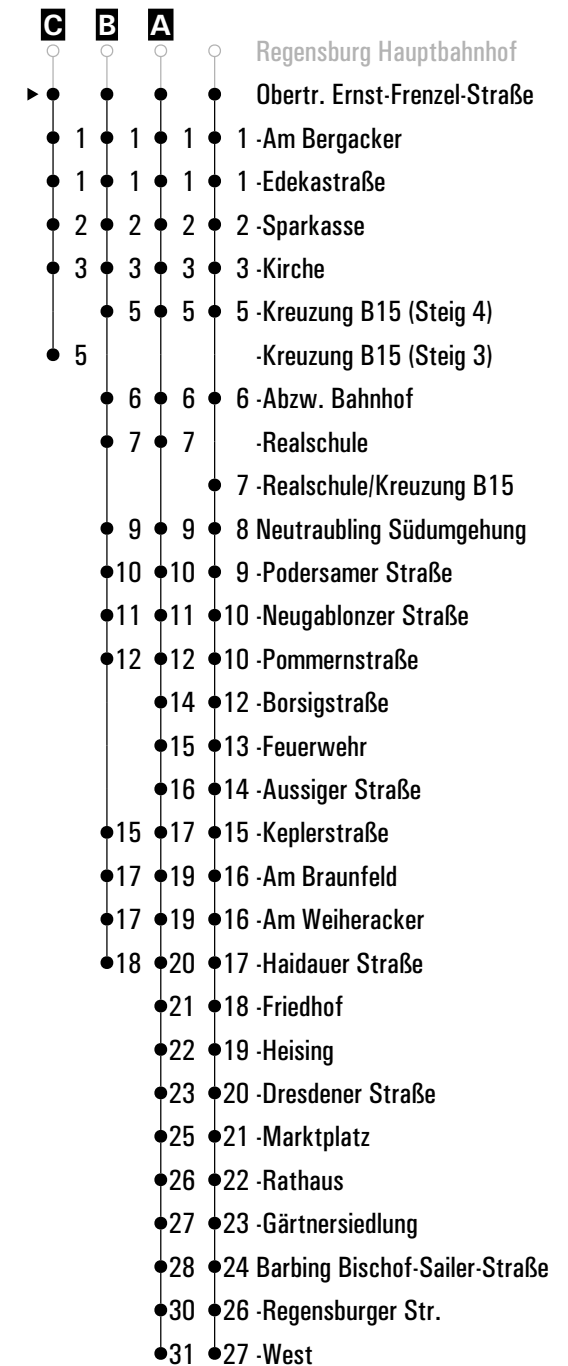 C B A
Regensburg Hauptbahnhof
Obertr. Ernst-Frenzel-Straße
1 1 1 1 -Am Bergacker
1 1 1 1 -Edekastraße
2 2 2 2 -Sparkasse
3 3 3 3 -Kirche
5 5 5 -Kreuzung B15 (Steig 4)
5 -Kreuzung B15 (Steig 3)
6 6 6 -Abzw. Bahnhof
7 7 -Realschule
7 -Realschule/Kreuzung B15
9 9 8 Neutraubling Südumgehung
10 10 9 -Podersamer Straße
11 11 10 -Neugablonzer Straße
12 12 10 -Pommernstraße
14 12 -Borsigstraße
15 13 -Feuerwehr
16 14 -Aussiger Straße
15 17 15 -Keplerstraße
17 19 16 -Am Braunfeld
17 19 16 -Am Weiheracker
18 20 17 -Haidauer Straße
21 18 -Friedhof
22 19 -Heising
23 20 -Dresdener Straße
25 21 -Marktplatz
26 22 -Rathaus
27 23 -Gärtnersiedlung
28 24 Barbing Bischof-Sailer-Straße
30 26 -Regensburger Str.
31 27 -West